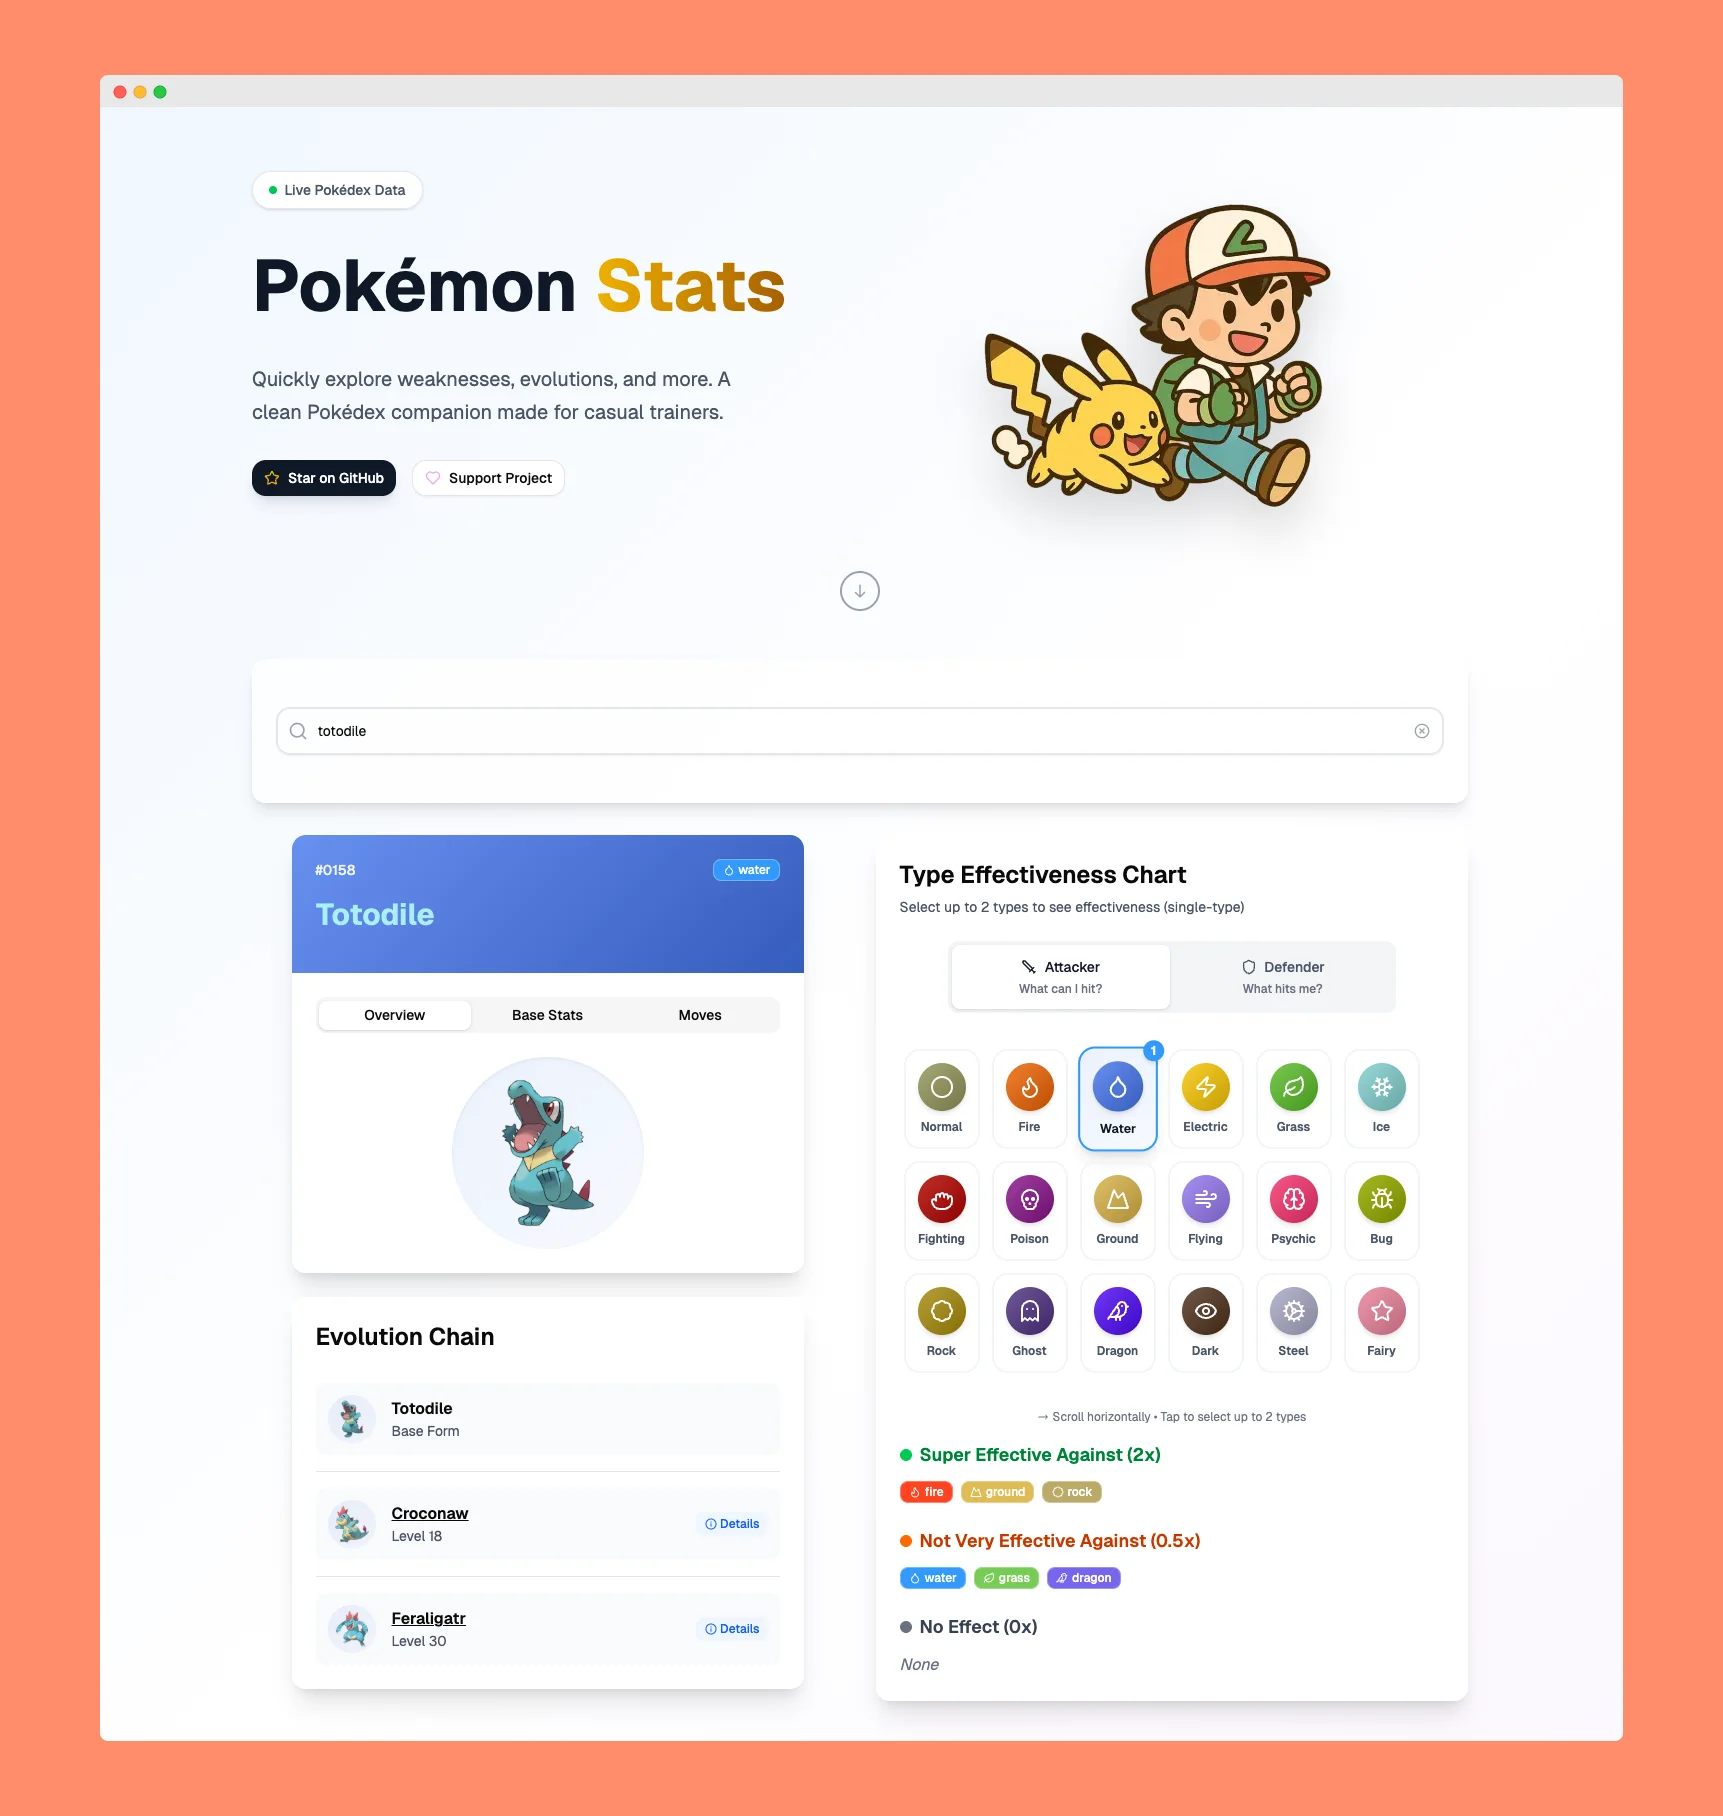 Live Pokédex Data
Pokémon Stats
Quickly explore weaknesses, evolutions, and more. A
clean Pokédex companion made for casual trainers.
Star on GitHub
Support Project
totodile
#0158
water
Totodile
Overview
Base Stats
Moves
Evolution Chain
Totodile
Base Form
Croconaw
Level 18
Details
Feraligatr
Level 30
Details
Type Effectiveness Chart
Select up to 2 types to see effectiveness (single-type)
Attacker
What can I hit?
Defender
What hits me?
1
Normal
Fire
Water
Electric
Grass
Ice
Fighting
Poison
Ground
Flying
Psychic
Bug
Rock
Ghost
Dragon
Dark
Steel
Fairy
→ Scroll horizontally • Tap to select up to 2 types
Super Effective Against (2x)
fire
ground
rock
Not Very Effective Against (0.5x)
water
grass
dragon
No Effect (0x)
None